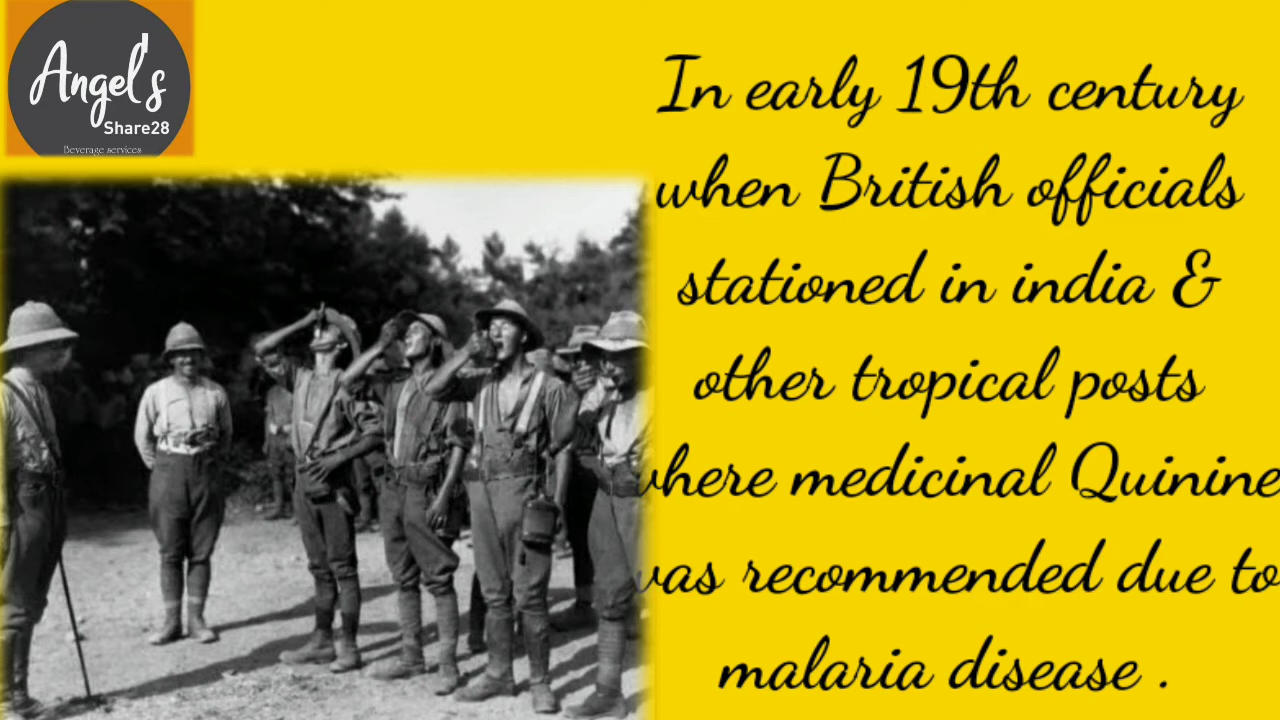 Angel's
Share28
Beverage services
In early 19th century
when British officials
stationed in india &
other tropical posts
where medicinal Quinine
was recommended due to
malaria disease .